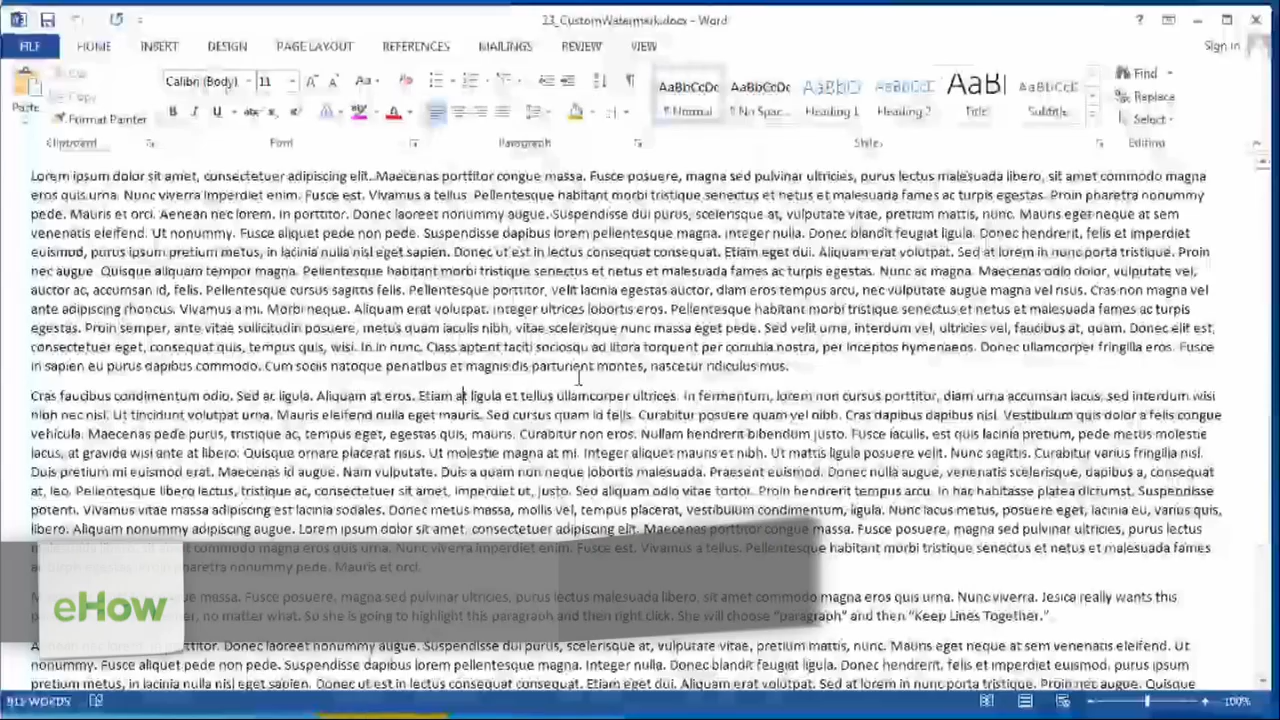 23_CustomWatermark.docx - Word
FILE HOME INSERT DESIGN PAGE LAYOUT REFERENCES MAILINGS REVIEW VIEW Sign in
Paste
Cut
Copy
Format Painter
Clipboard
Calibri (Body) 11
Font
Paragraph
AaBbCcDc AaBbCcDc AaBbCc AaBbCcC AaB AaBbCcC
¶ Normal ¶ No Spac... Heading 1 Heading 2 Title Subtitle
Styles
Find
Replace
Select
Editing
Lorem ipsum dolor sit amet, consectetuer adipiscing elit. Maecenas porttitor congue massa. Fusce posuere, magna sed pulvinar ultricies, purus lectus malesuada libero, sit amet commodo magna
eros quis urna. Nunc viverra imperdiet enim. Fusce est. Vivamus a tellus. Pellentesque habitant morbi tristique senectus et netus et malesuada fames ac turpis egestas. Proin pharetra nonummy
pede. Mauris et orci. Aenean nec lorem. In porttitor. Donec laoreet nonummy augue. Suspendisse dui purus, scelerisque at, vulputate vitae, pretium mattis, nunc. Mauris eget neque at sem
venenatis eleifend. Ut nonummy. Fusce aliquet pede non pede. Suspendisse dapibus lorem pellentesque magna. Integer nulla. Donec blandit feugiat ligula. Donec hendrerit, felis et imperdiet
euismod, purus ipsum pretium metus, in lacinia nulla nisl eget sapien. Donec ut est in lectus consequat consequat. Etiam eget dui. Aliquam erat volutpat. Sed at lorem in nunc porta tristique. Proin
nec augue. Quisque aliquam tempor magna. Pellentesque habitant morbi tristique senectus et netus et malesuada fames ac turpis egestas. Nunc ac magna. Maecenas odio dolor, vulputate vel,
auctor ac, accumsan id, felis. Pellentesque cursus sagittis felis. Pellentesque porttitor, velit lacinia egestas auctor, diam eros tempus arcu, nec vulputate augue magna vel risus. Cras non magna vel
ante adipiscing rhoncus. Vivamus a mi. Morbi neque. Aliquam erat volutpat. Integer ultrices lobortis eros. Pellentesque habitant morbi tristique senectus et netus et malesuada fames ac turpis
egestas. Proin semper, ante vitae sollicitudin posuere, metus quam iaculis nibh, vitae scelerisque nunc massa eget pede. Sed velit urna, interdum vel, ultricies vel, faucibus at, quam. Donec elit est,
consectetuer eget, consequat quis, tempus quis, wisi. In in nunc. Class aptent taciti sociosqu ad litora torquent per conubia nostra, per inceptos hymenaeos. Donec ullamcorper fringilla eros. Fusce
in sapien eu purus dapibus commodo. Cum sociis natoque penatibus et magnis dis parturient montes, nascetur ridiculus mus.
Cras faucibus condimentum odio. Sed ac ligula. Aliquam at eros. Etiam at ligula et tellus ullamcorper ultrices. In fermentum, lorem non cursus porttitor, diam urna accumsan lacus, sed interdum wisi
nibh nec nisl. Ut tincidunt volutpat urna. Mauris eleifend nulla eget mauris. Sed cursus quam id felis. Curabitur posuere quam vel nibh. Cras dapibus dapibus nisl. Vestibulum quis dolor a felis congue
vehicula. Maecenas pede purus, tristique ac, tempus eget, egestas quis, mauris. Curabitur non eros. Nullam hendrerit bibendum justo. Fusce iaculis, est quis lacinia pretium, pede metus molestie
lacus, at gravida wisi ante at libero. Quisque ornare placerat risus. Ut molestie magna at mi. Integer aliquet mauris et nibh. Ut mattis ligula posuere velit. Nunc sagittis. Curabitur varius fringilla nisl.
Duis pretium mi euismod erat. Maecenas id augue. Nam vulputate. Duis a quam non neque lobortis malesuada. Praesent euismod. Donec nulla augue, venenatis scelerisque, dapibus a, consequat
at, leo. Pellentesque libero lectus, tristique ac, consectetuer sit amet, imperdiet ut, justo. Sed aliquam odio vitae tortor. Proin hendrerit tempus arcu. In hac habitasse platea dictumst. Suspendisse
potenti. Vivamus vitae massa adipiscing est lacinia sodales. Donec metus massa, mollis vel, tempus placerat, vestibulum condimentum, ligula. Nunc lacus metus, posuere eget, lacinia eu, varius quis,
libero. Aliquam nonummy adipiscing augue. Lorem ipsum dolor sit amet, consectetuer adipiscing elit. Maecenas porttitor congue massa. Fusce posuere, magna sed pulvinar ultricies, purus lectus
malesuada libero, sit amet commodo magna eros quis urna. Nunc viverra imperdiet enim. Fusce est. Vivamus a tellus. Pellentesque habitant morbi tristique senectus et netus et malesuada fames
ac turpis egestas. Proin pharetra nonummy pede. Mauris et orci.
massa. Fusce posuere, magna sed pulvinar ultricies, purus lectus malesuada libero, sit amet commodo magna eros quis urna. Nunc viverra. Jesica really wants this
no matter what. So she is going to highlight this paragraph and then right click. She will choose "paragraph" and then "Keep Lines Together."
eHow
porttitor. Donec laoreet nonummy augue. Suspendisse dui purus, scelerisque at, vulputate vitae, pretium mattis, nunc. Mauris eget neque at sem venenatis eleifend. Ut
nonummy. Fusce aliquet pede non pede. Suspendisse dapibus lorem pellentesque magna. Integer nulla. Donec blandit feugiat ligula. Donec hendrerit, felis et imperdiet euismod, purus ipsum
pretium metus, in lacinia nulla nisl eget sapien. Donec ut est in lectus consequat consequat. Etiam eget dui. Aliquam erat volutpat. Sed at lorem in nunc porta tristique. Proin nec augue. Quisque
911 WORDS
100%